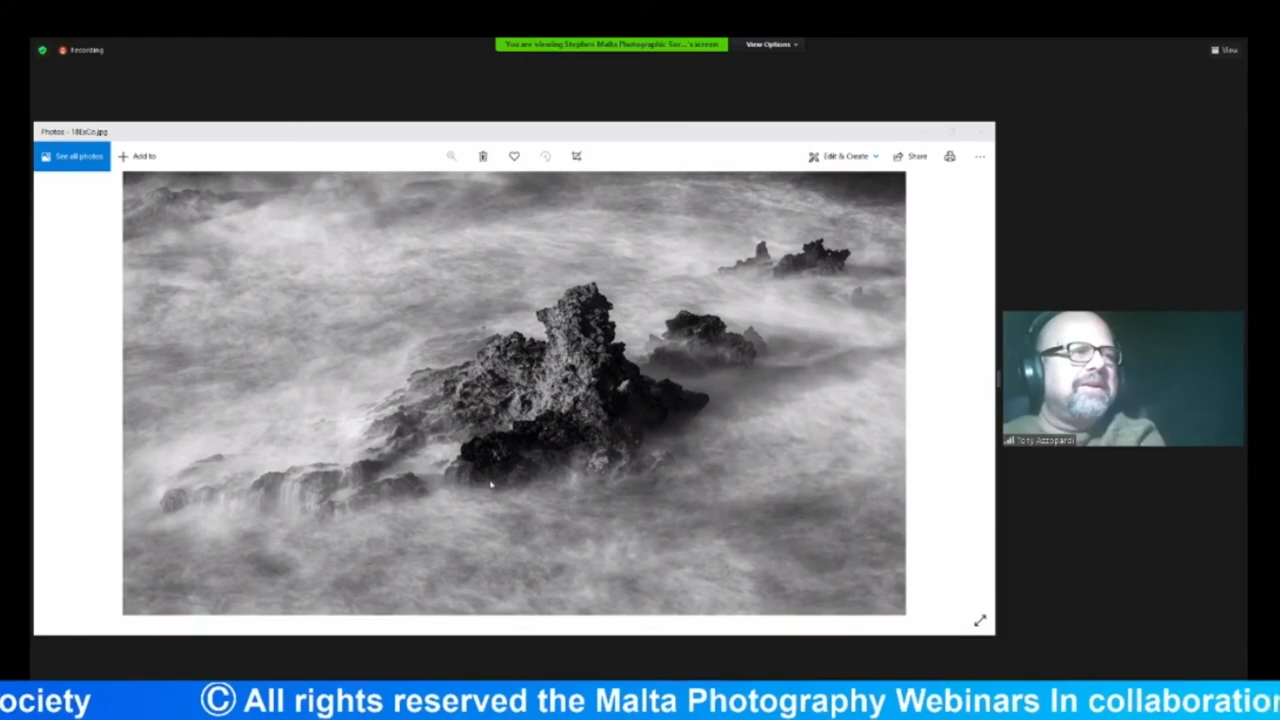 Recording
You are viewing Stephen Malta Photographic Soc...'s screen
View Options
View
Photos - 18ExCo.jpg
See all photos
Add to
Edit & Create
Share
Tony Azzopardi
ociety
© All rights reserved the Malta Photography Webinars In collaboration